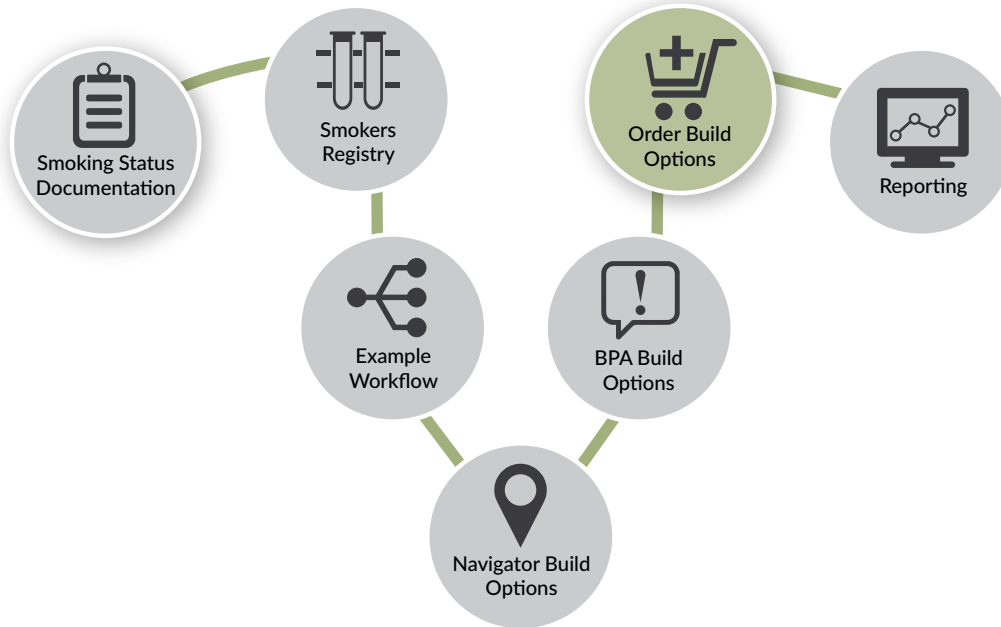 Smoking Status
Documentation
Smokers
Registry
Example
Workflow
Navigator Build
Options
BPA Build
Options
Order Build
Options
Reporting